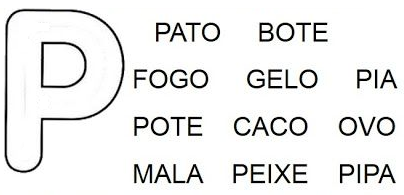 P
PATO BOTE
FOGO GELO PIA
POTE CACO OVO
MALA PEIXE PIPA